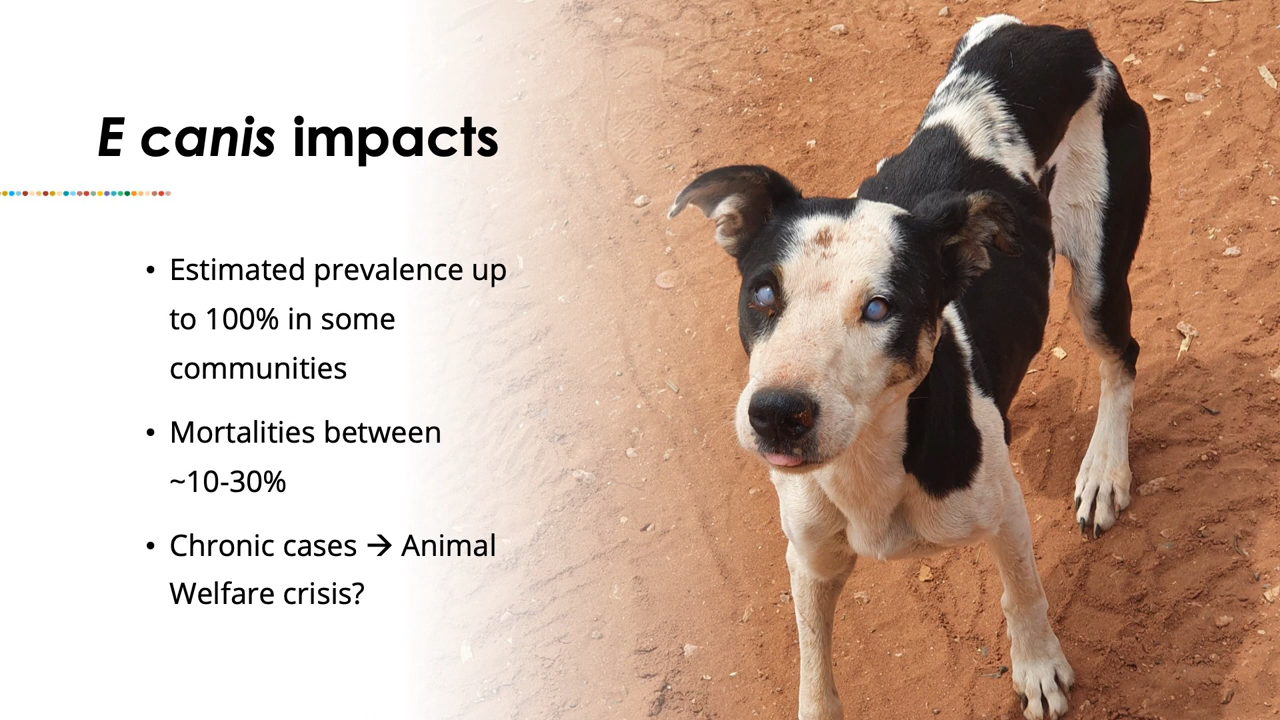 E canis impacts
• Estimated prevalence up
to 100% in some
communities
• Mortalities between
~10-30%
• Chronic cases → Animal
Welfare crisis?